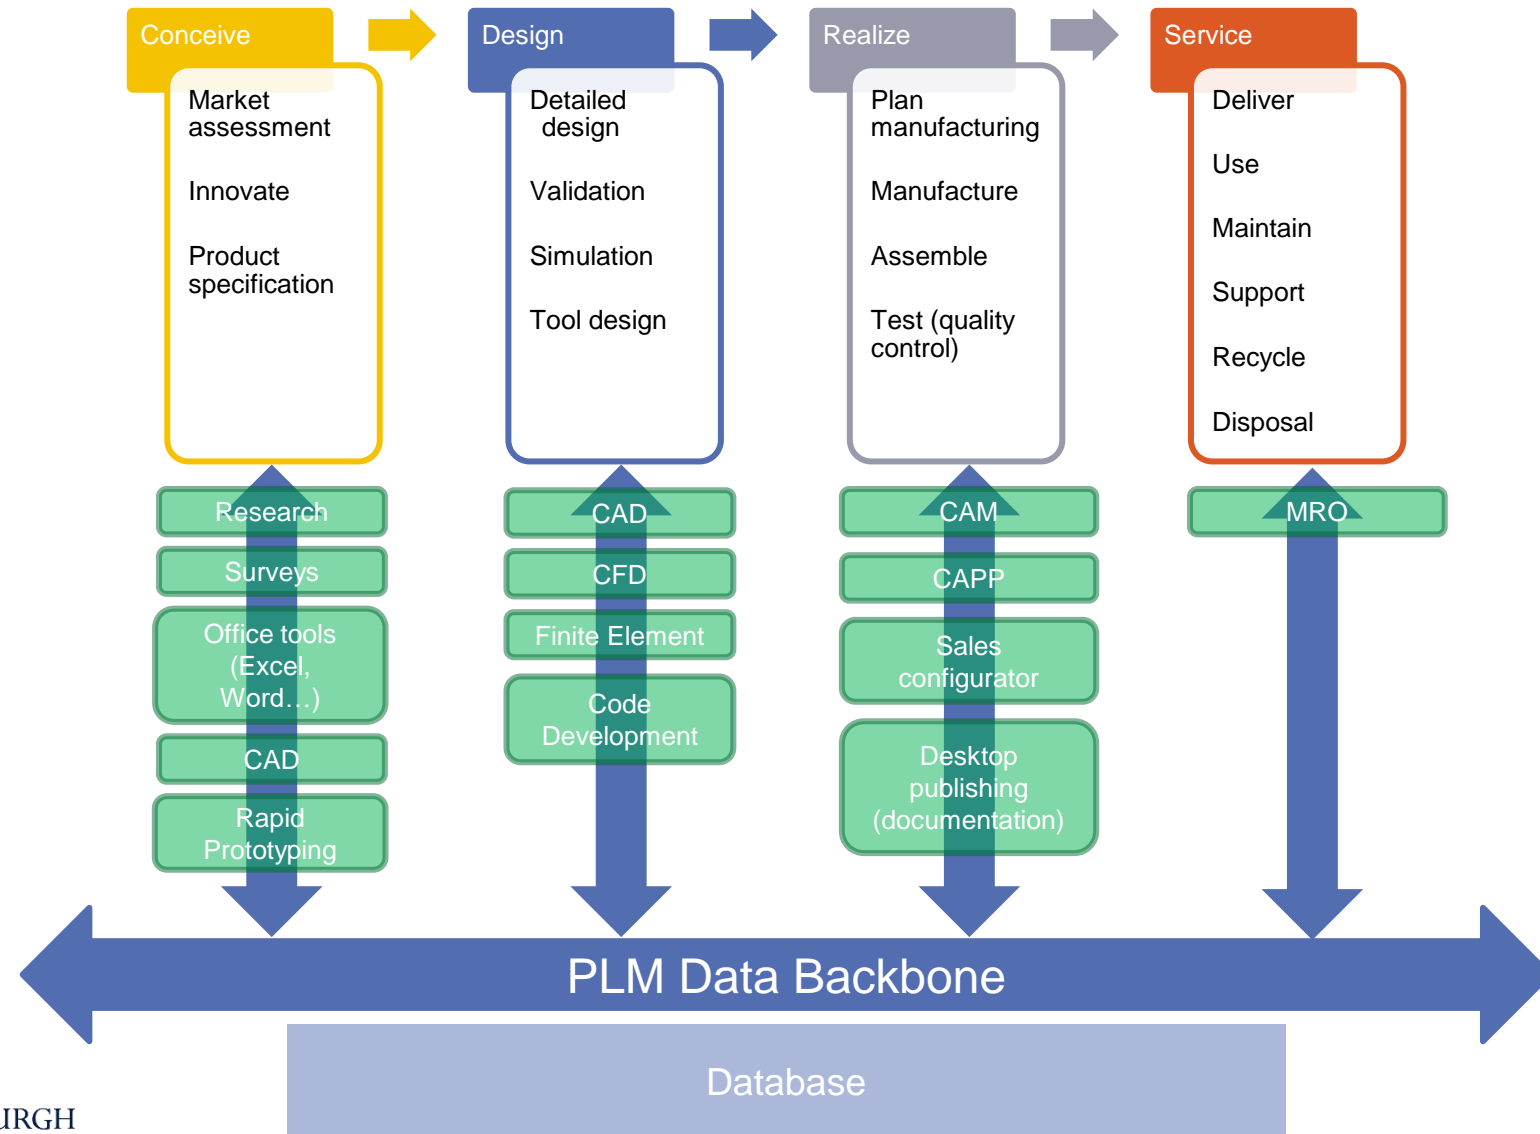 Conceive
Market
assessment
Innovate
Product
specification
Design
Detailed
design
Validation
Simulation
Tool design
Realize
Plan
manufacturing
Manufacture
Assemble
Test (quality
control)
Service
Deliver
Use
Maintain
Support
Recycle
Disposal
Research
Surveys
Office tools
(Excel,
Word…)
CAD
Rapid
Prototyping
CAD
CFD
Finite Element
Code
Development
CAM
CAPP
Sales
configurator
Desktop
publishing
(documentation)
MRO
PLM Data Backbone
Database
URGH